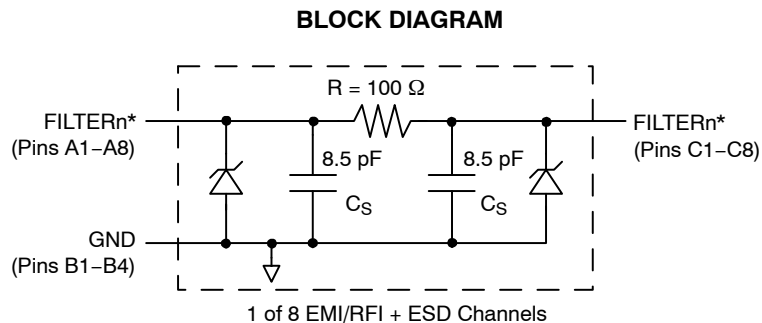 BLOCK DIAGRAM
R = 100 Ω
FILTERn*
(Pins A1−A8)
FILTERn*
(Pins C1−C8)
8.5 pF
8.5 pF
CS
CS
GND
(Pins B1−B4)
1 of 8 EMI/RFI + ESD Channels